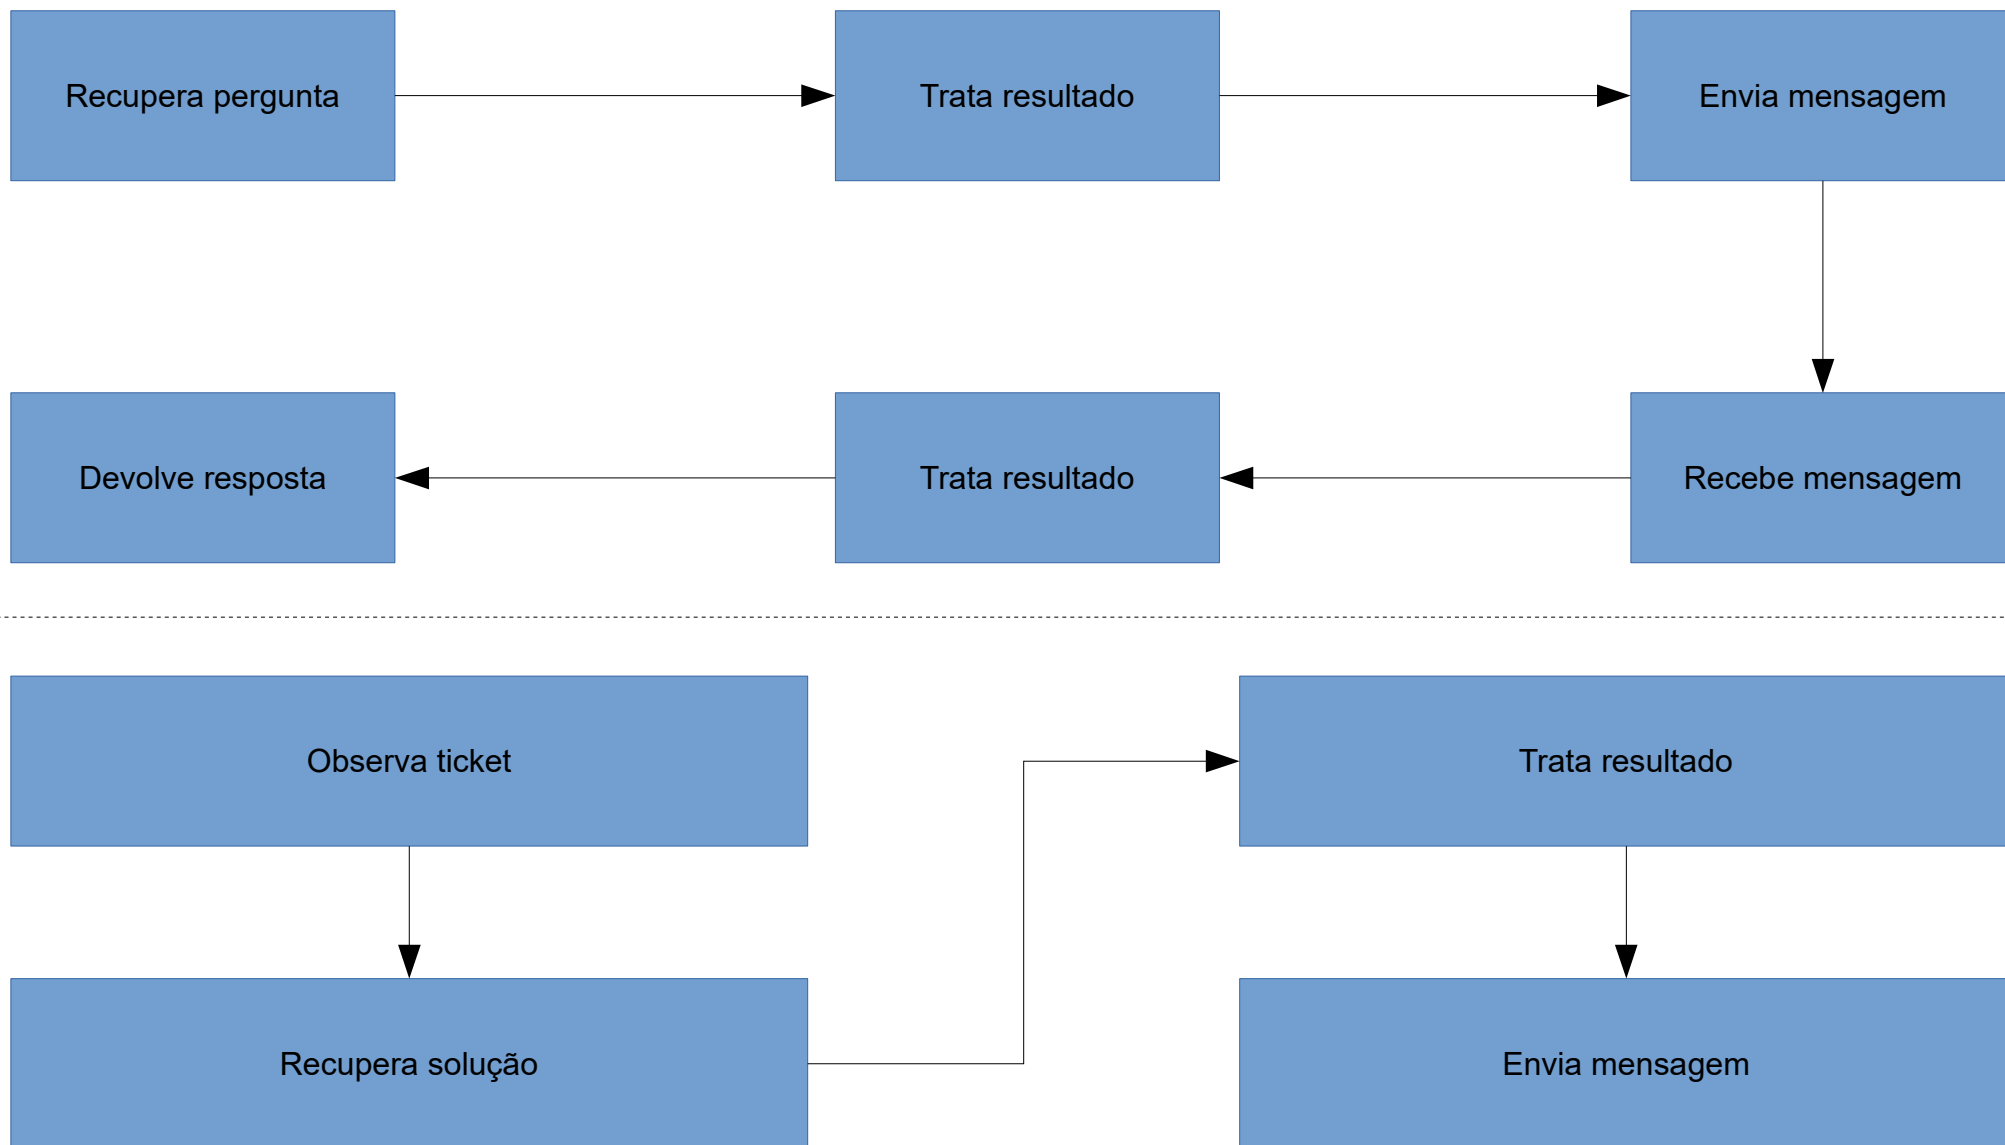 Recupera pergunta
Trata resultado
Envia mensagem
Devolve resposta
Trata resultado
Recebe mensagem
Observa ticket
Trata resultado
Recupera solução
Envia mensagem